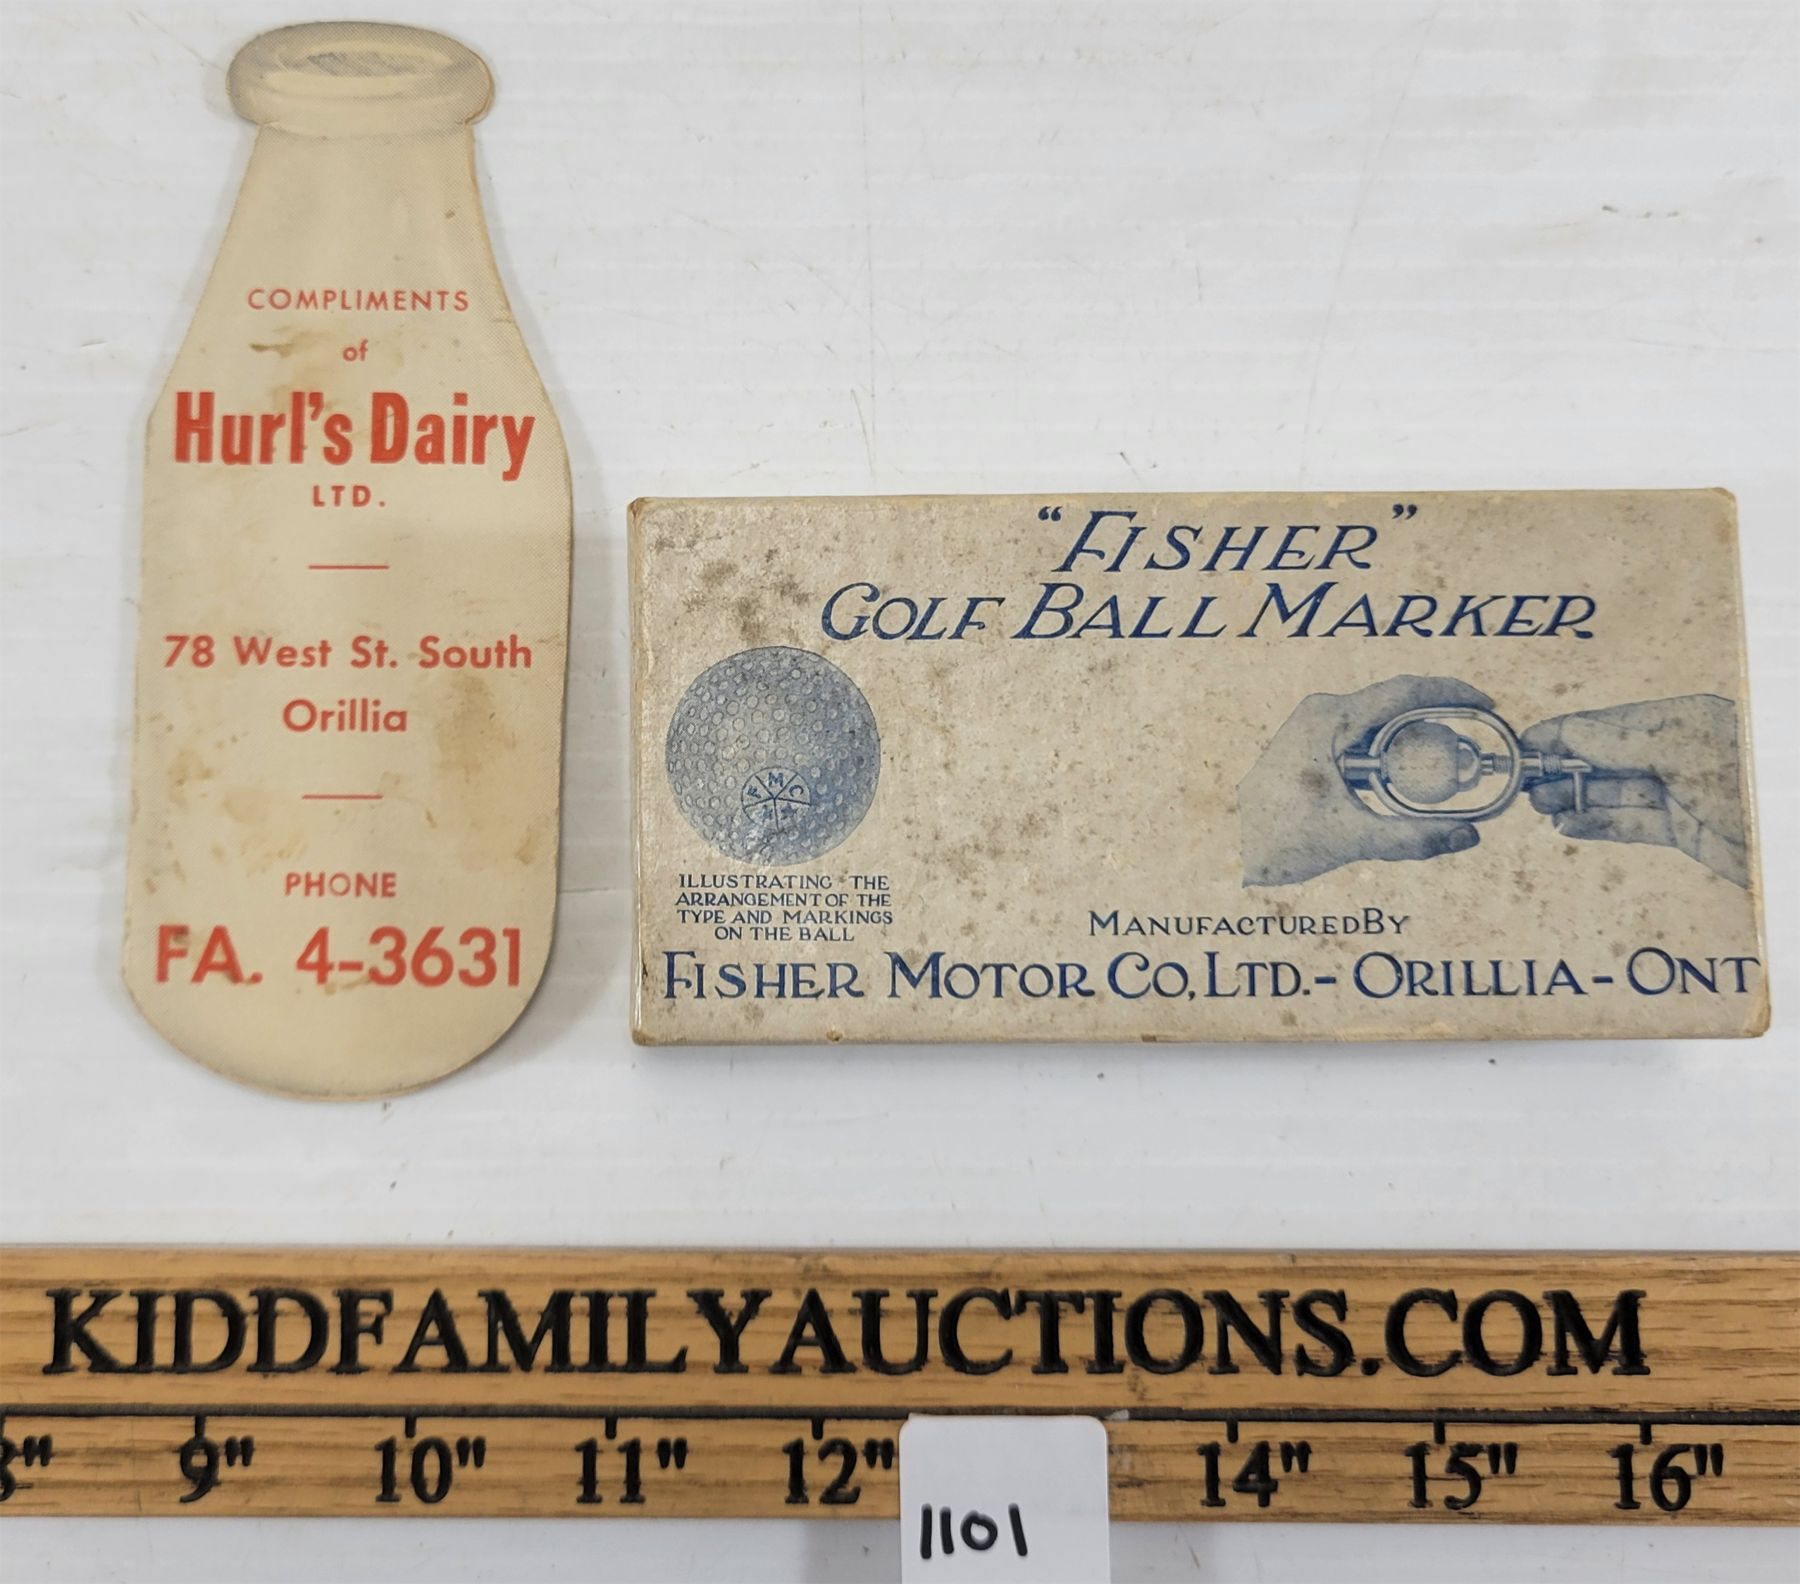 COMPLIMENTS
of
Hurl's Dairy
LTD.
78 West St. South
Orillia
PHONE
FA. 4-3631
"FISHER"
GOLF BALL MARKER
F M C
ILLUSTRATING THE
ARRANGEMENT OF THE
TYPE AND MARKINGS
ON THE BALL
MANUFACTURED BY
FISHER MOTOR CO, LTD. - ORILLIA - ONT
KIDDFAMILYAUCTIONS.COM
8" 9" 10" 11" 12" 14" 15" 16"
1101